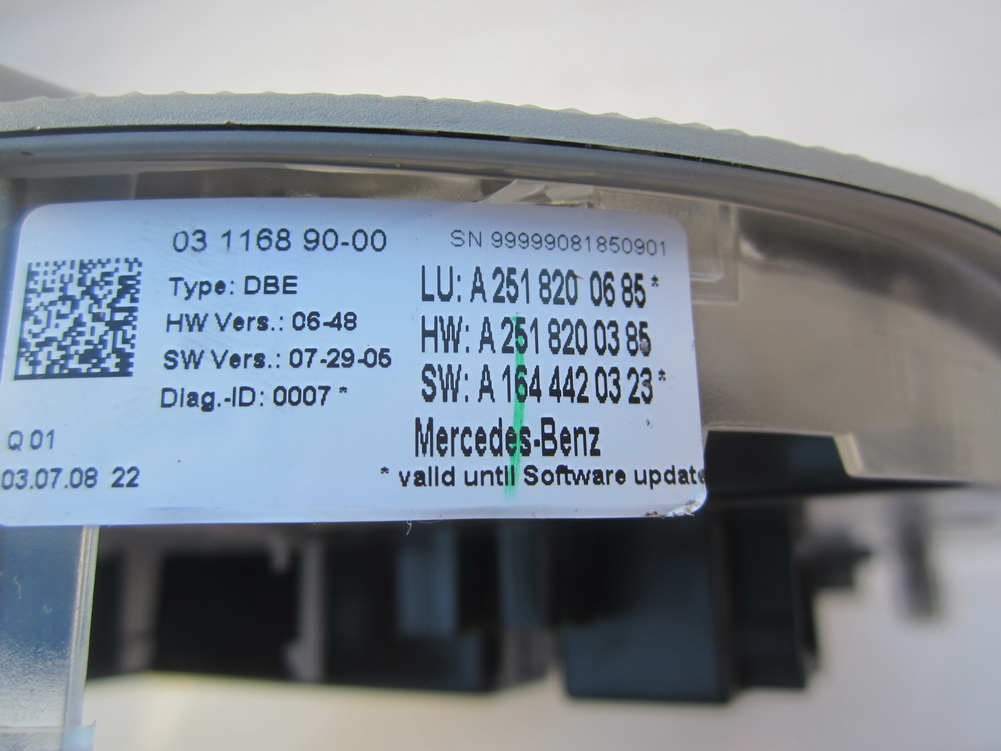 03 1168 90-00
SN 99999081850901
Type: DBE
HW Vers.: 06-48
SW Vers.: 07-29-05
Diag.-ID: 0007 *
LU: A 251 820 06 85 *
HW: A 251 820 03 85
SW: A 164 442 03 23 *
Mercedes-Benz
* valid until Software update
Q 01
03.07.08 22